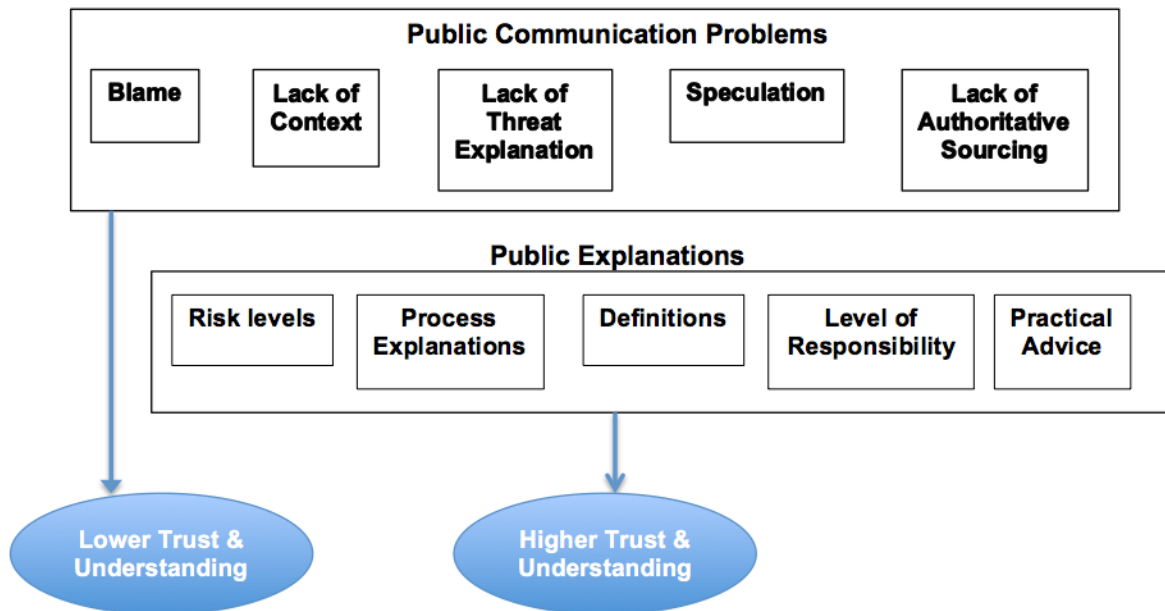 Public Communication Problems
Blame
Lack of
Context
Lack of
Threat
Explanation
Speculation
Lack of
Authoritative
Sourcing
Public Explanations
Risk levels
Process
Explanations
Definitions
Level of
Responsibility
Practical
Advice
Lower Trust &
Understanding
Higher Trust &
Understanding